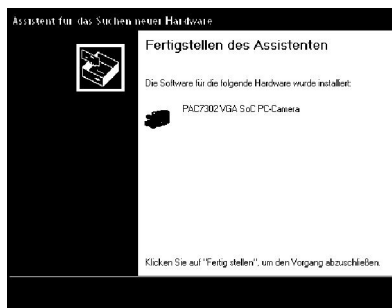 Assistent für das Suchen neuer Hardware
Fertigstellen des Assistenten
Die Software für die folgende Hardware wurde installiert:
PAC7302 VGA SoC PC-Camera
Klicken Sie auf "Fertig stellen", um den Vorgang abzuschließen.